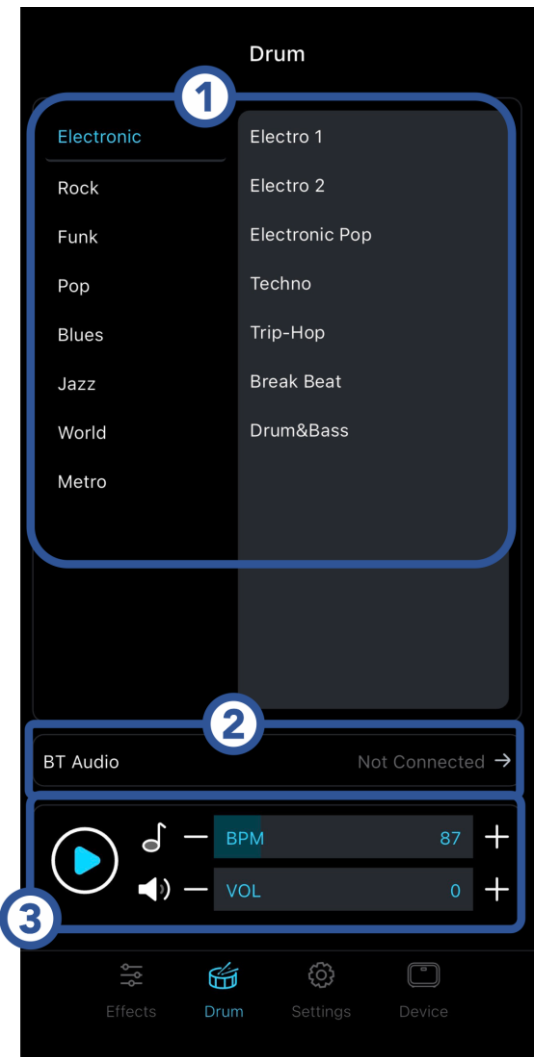 Drum
1
Electronic
Rock
Funk
Pop
Blues
Jazz
World
Metro
Electro 1
Electro 2
Electronic Pop
Techno
Trip-Hop
Break Beat
Drum&Bass
2
BT Audio Not Connected →
3
BPM 87
VOL 0
Effects Drum Settings Device